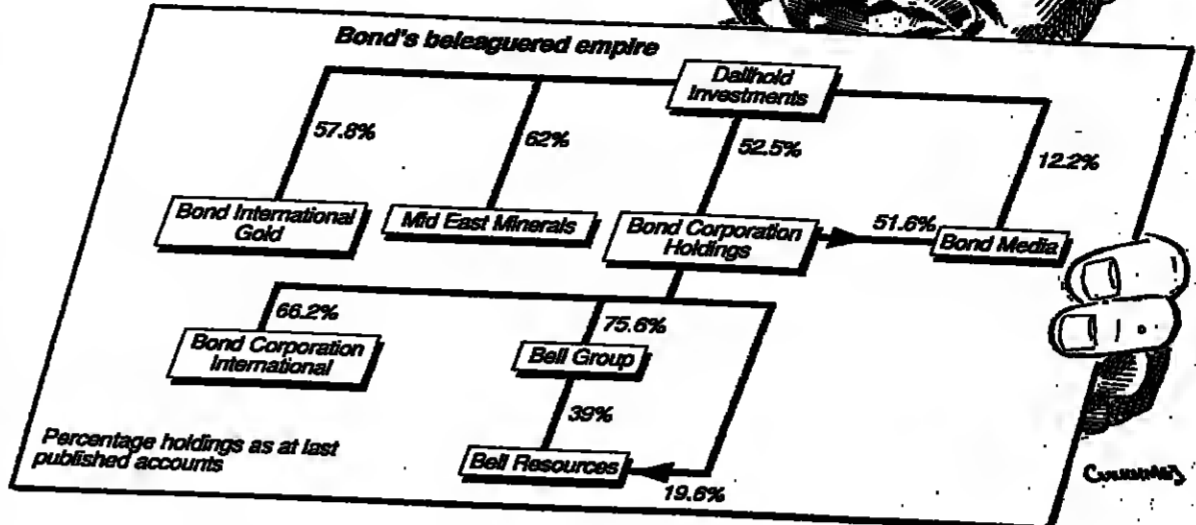 Bond's beleaguered empire
Dallhold
Investments
57.8%
62%
52.5%
12.2%
Bond International
Gold
Mid East Minerals
Bond Corporation
Holdings
51.6%
Bond Media
66.2%
75.6%
Bond Corporation
International
Bell Group
39%
Bell Resources
19.6%
Percentage holdings as at last
published accounts